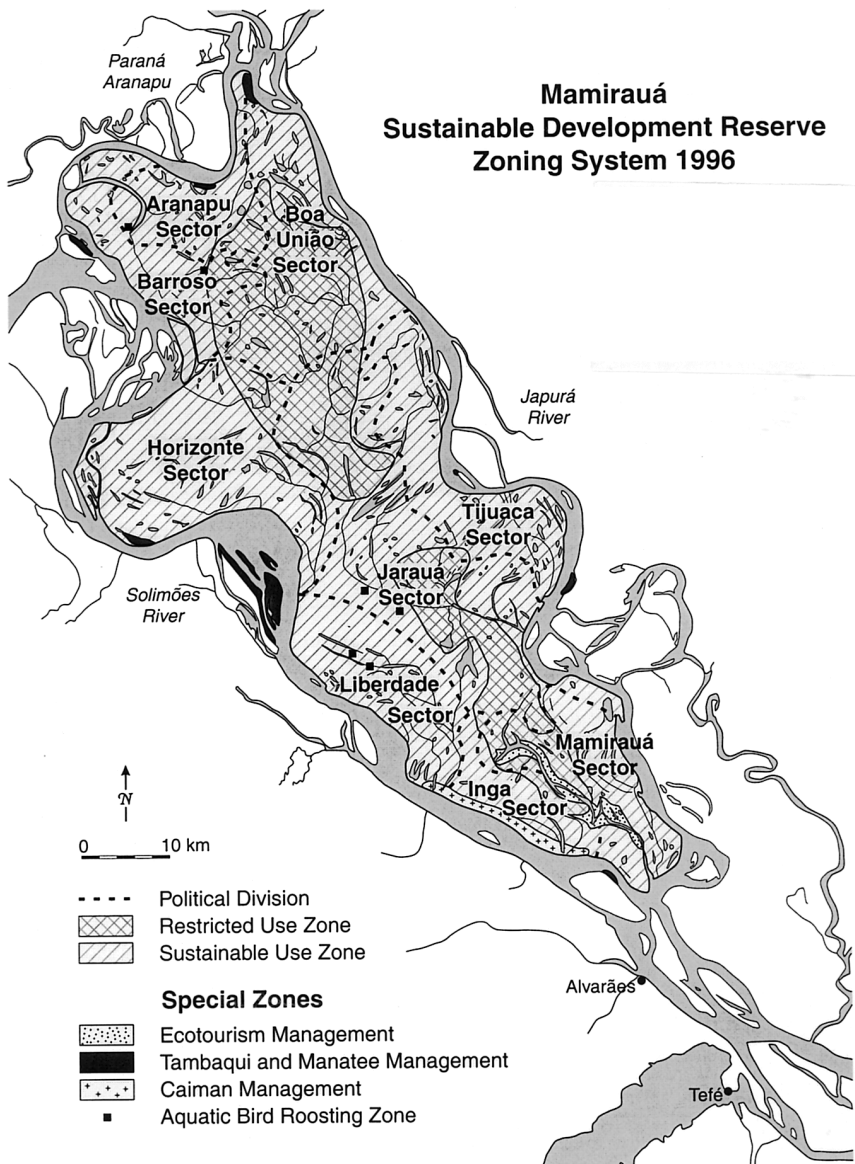 Mamirauá
Sustainable Development Reserve
Zoning System 1996
Paraná
Aranapu
Aranapu
Sector
Boa
União
Sector
Barroso
Sector
Japurá
River
Horizonte
Sector
Tijuaca
Sector
Jarauá
Sector
Solimões
River
Liberdade
Sector
Mamirauá
Sector
Inga
Sector
N
0 10 km
Political Division
Restricted Use Zone
Sustainable Use Zone
Special Zones
Ecotourism Management
Tambaqui and Manatee Management
Caiman Management
Aquatic Bird Roosting Zone
Alvarães
Tefé